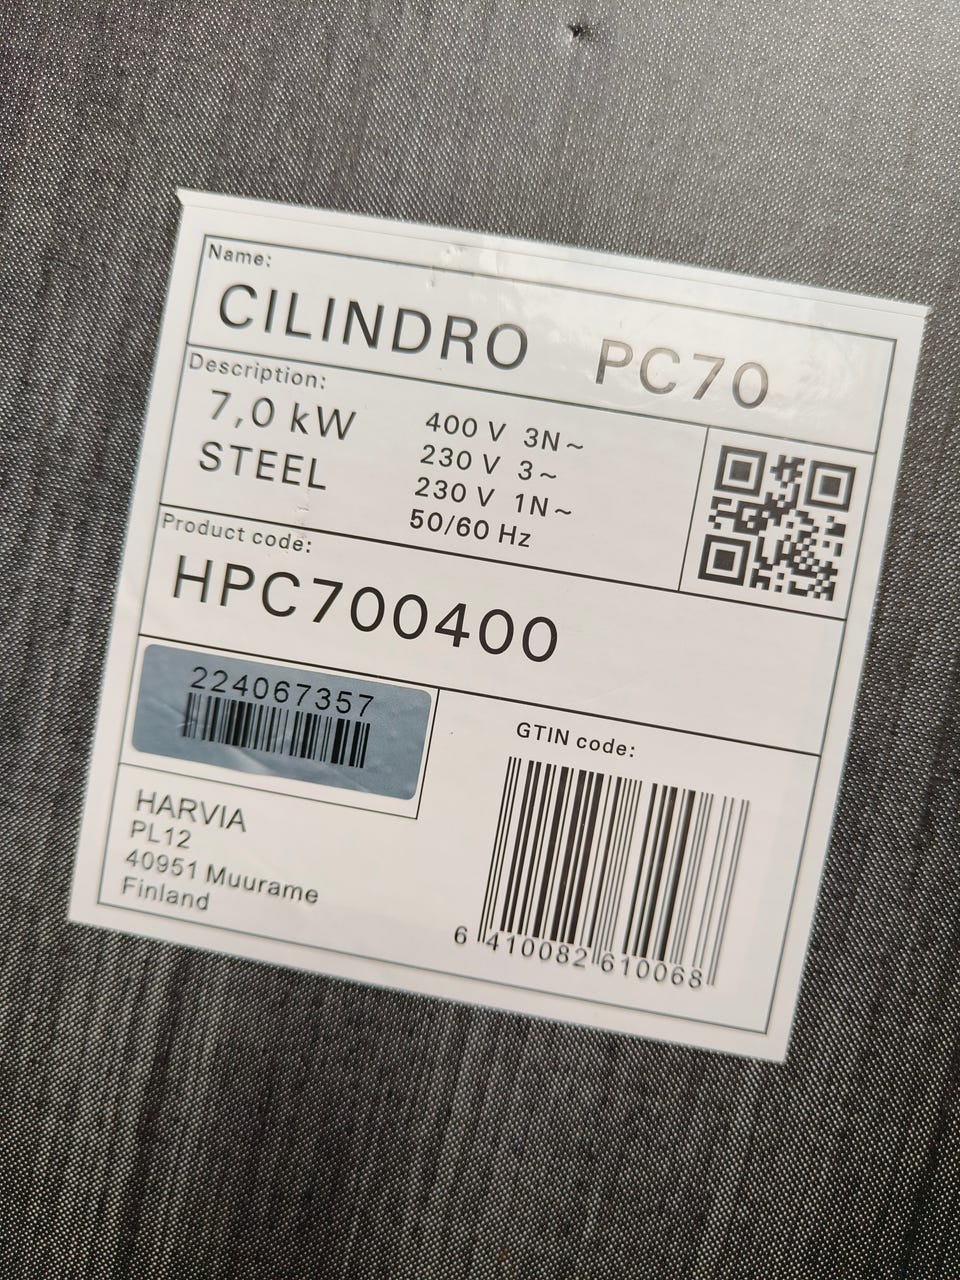 Name:
CILINDRO PC70
Description:
7,0 kW
STEEL
400 V 3N~
230 V 3~
230 V 1N~
50/60 Hz
Product code:
HPC700400
224067357
HARVIA
PL12
40951 Muurame
Finland
GTIN code:
6 410082 610068